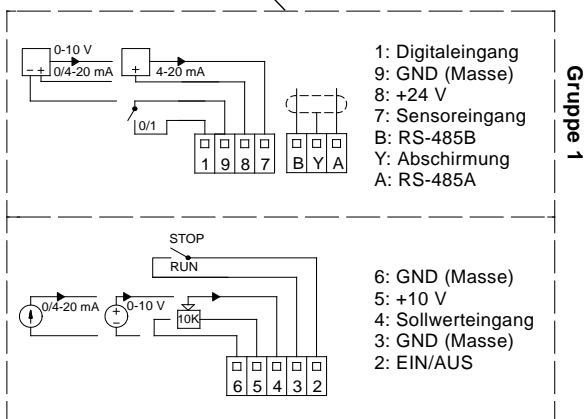 0-10 V
0/4-20 mA
- +
+
4-20 mA
0/1
1 9 8 7
B Y A
1: Digitaleingang
9: GND (Masse)
8: +24 V
7: Sensoreingang
B: RS-485B
Y: Abschirmung
A: RS-485A
Gruppe 1
STOP
RUN
0/4-20 mA
+
-
0-10 V
10K
6 5 4 3 2
6: GND (Masse)
5: +10 V
4: Sollwerteingang
3: GND (Masse)
2: EIN/AUS